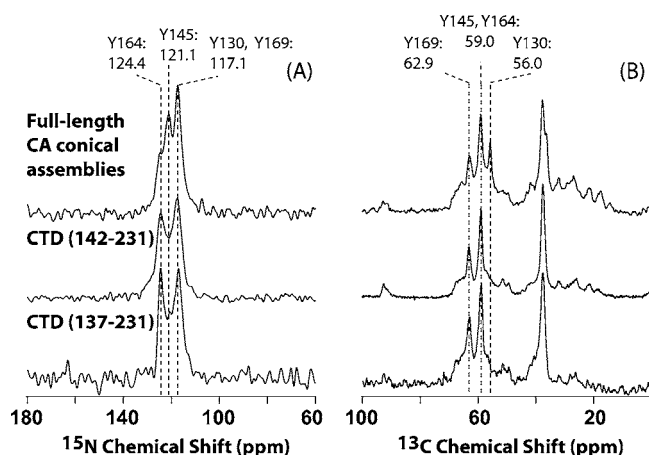 Y164:
124.4
Y145:
121.1
Y130, Y169:
117.1
(A)
Full-length
CA conical
assemblies
CTD (142-231)
CTD (137-231)
180 140 100 60
15N Chemical Shift (ppm)
Y145, Y164:
59.0
Y169:
62.9
Y130:
56.0
(B)
100 60 20
13C Chemical Shift (ppm)